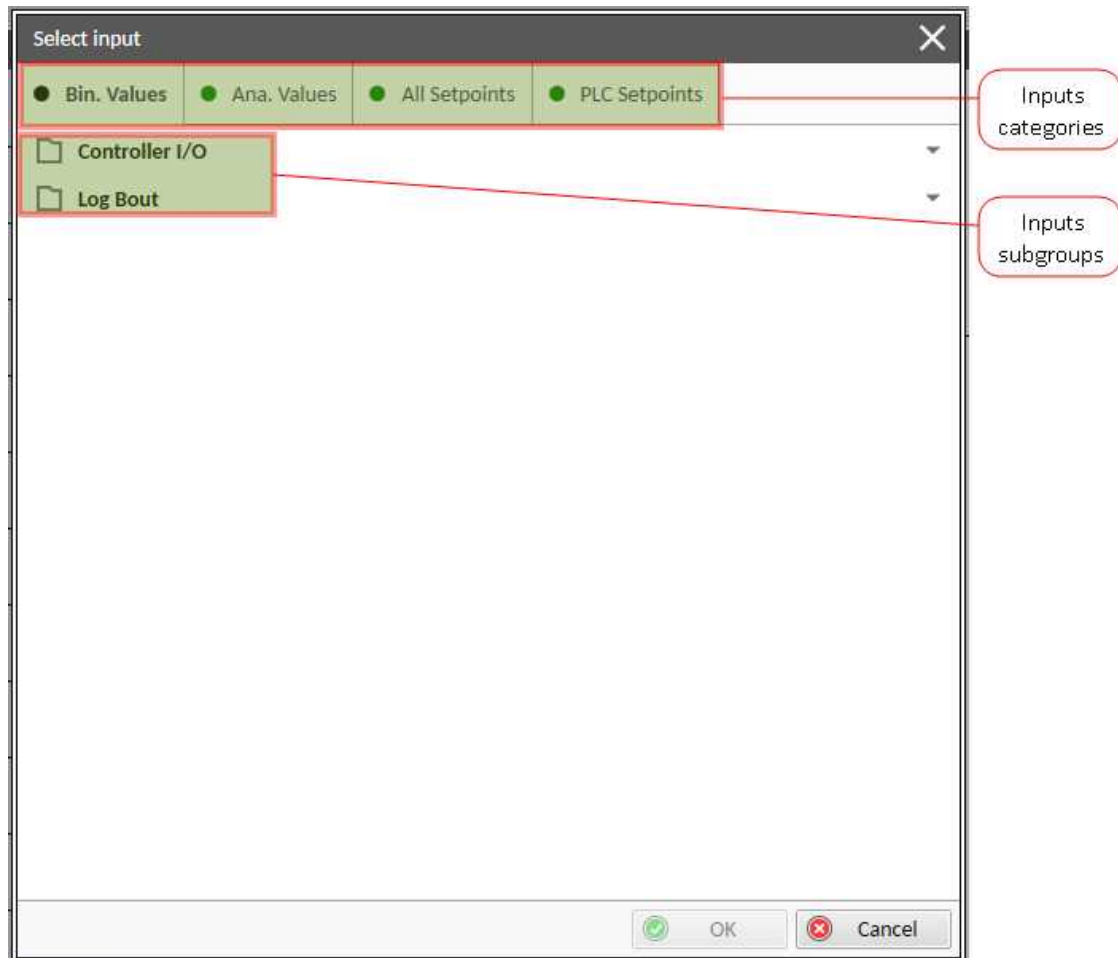 Select input
Bin. Values Ana. Values All Setpoints PLC Setpoints
Inputs
categories
Controller I/O
Log Bout
Inputs
subgroups
OK Cancel